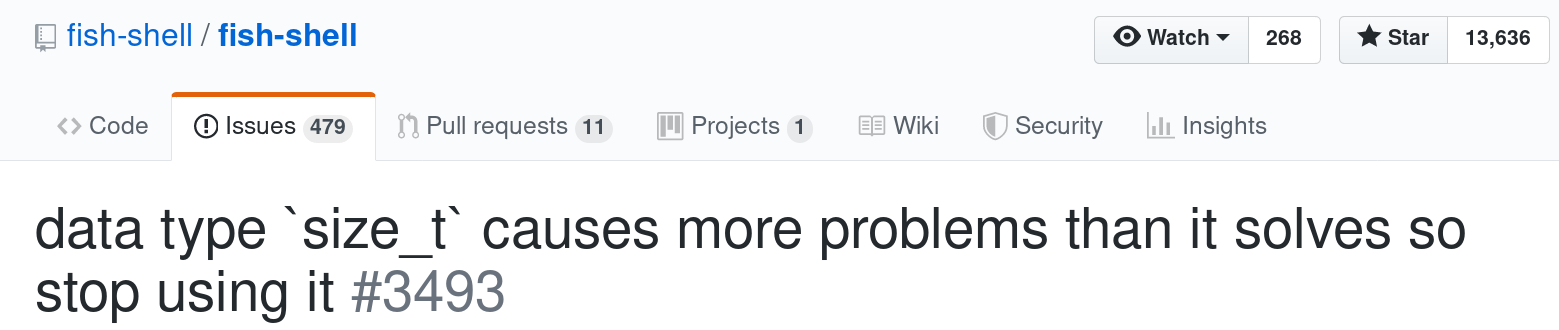 fish-shell / fish-shell Watch 268 Star 13,636
Code Issues 479 Pull requests 11 Projects 1 Wiki Security Insights
data type `size_t` causes more problems than it solves so
stop using it #3493